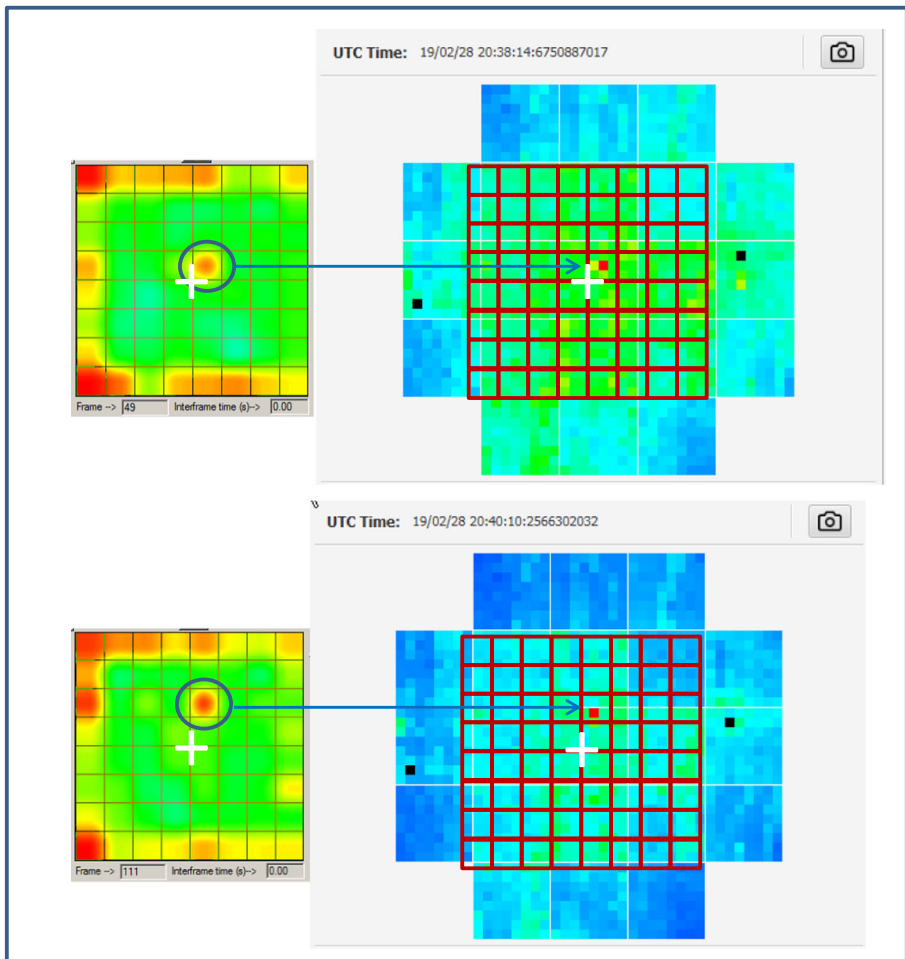 UTC Time: 19/02/28 20:38:14:6750887017
Frame --> 49 Interframe time (s)--> 0.00
UTC Time: 19/02/28 20:40:10:2566302032
Frame --> 111 Interframe time (s)--> 0.00